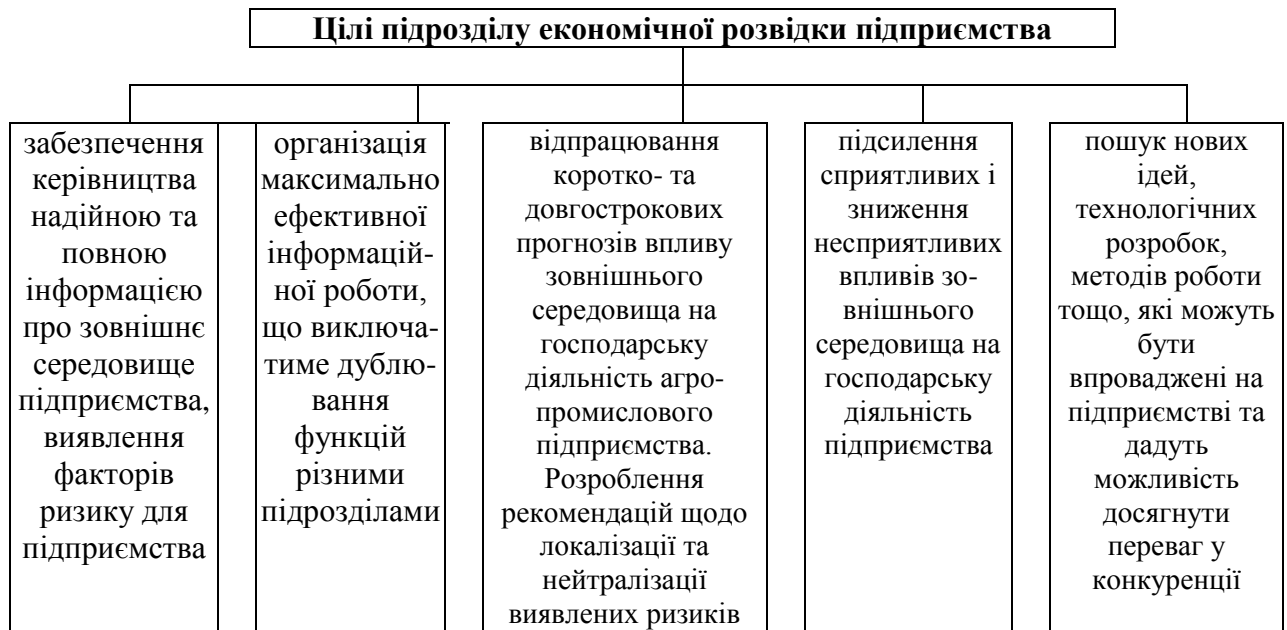 Цілі підрозділу економічної розвідки підприємства
забезпечення
керівництва
надійною та
повною
інформацією
про зовнішнє
середовище
підприємства,
виявлення
факторів
ризику для
підприємства
організація
максимально
ефективної
інформацій-
ної роботи,
що виключа-
тиме дублю-
вання
функцій
різними
підрозділами
відпрацювання
коротко- та
довгострокових
прогнозів впливу
зовнішнього
середовища на
господарську
діяльність агро-
промислового
підприємства.
Розроблення
рекомендацій щодо
локалізації та
нейтралізації
виявлених ризиків
підсилення
сприятливих і
зниження
несприятливих
впливів зо-
внішнього
середовища на
господарську
діяльність
підприємства
пошук нових
ідей,
технологічних
розробок,
методів роботи
тощо, які можуть
бути
впроваджені на
підприємстві та
дадуть
можливість
досягнути
переваг у
конкуренції